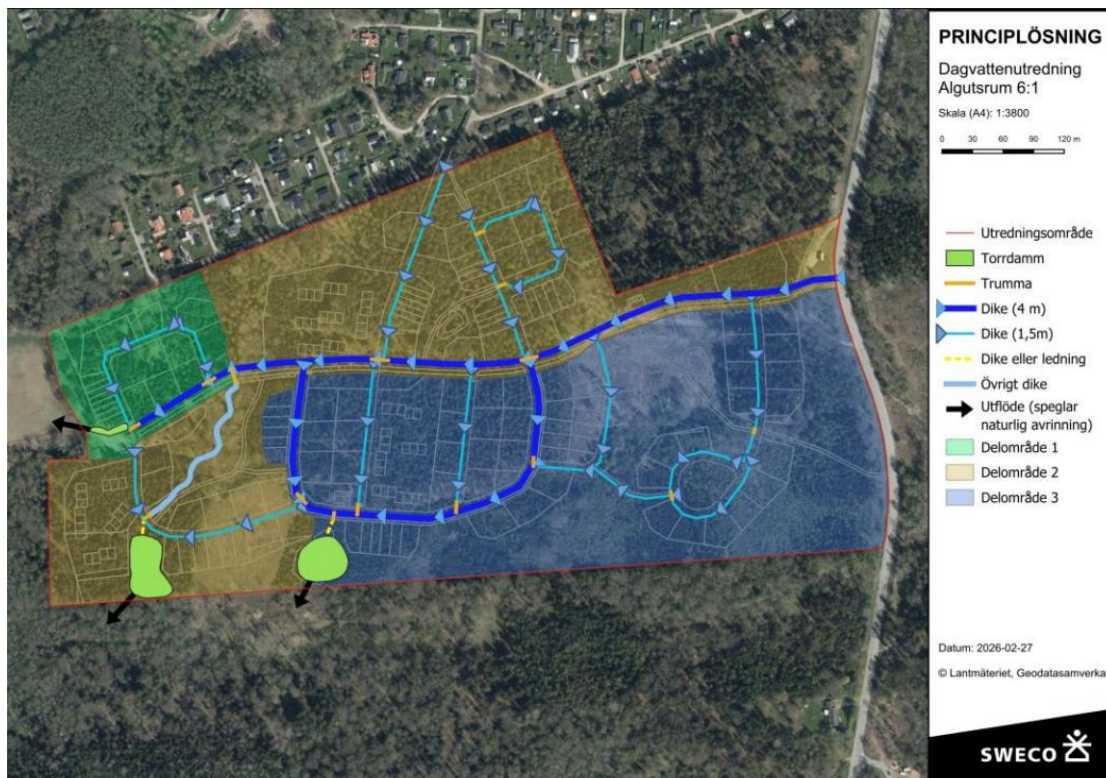 PRINCIPLÖSNING
Dagvattenutredning
Algutsrum 6:1
Skala (A4): 1:3800
0 30 60 90 120 m
Utredningsområde
Torrdamm
Trumma
Dike (4 m)
Dike (1,5m)
Dike eller ledning
Övrigt dike
Utflöde (speglar
naturlig avrinning)
Delområde 1
Delområde 2
Delområde 3
Datum: 2026-02-27
© Lantmäteriet, Geodatasamverka
SWECO